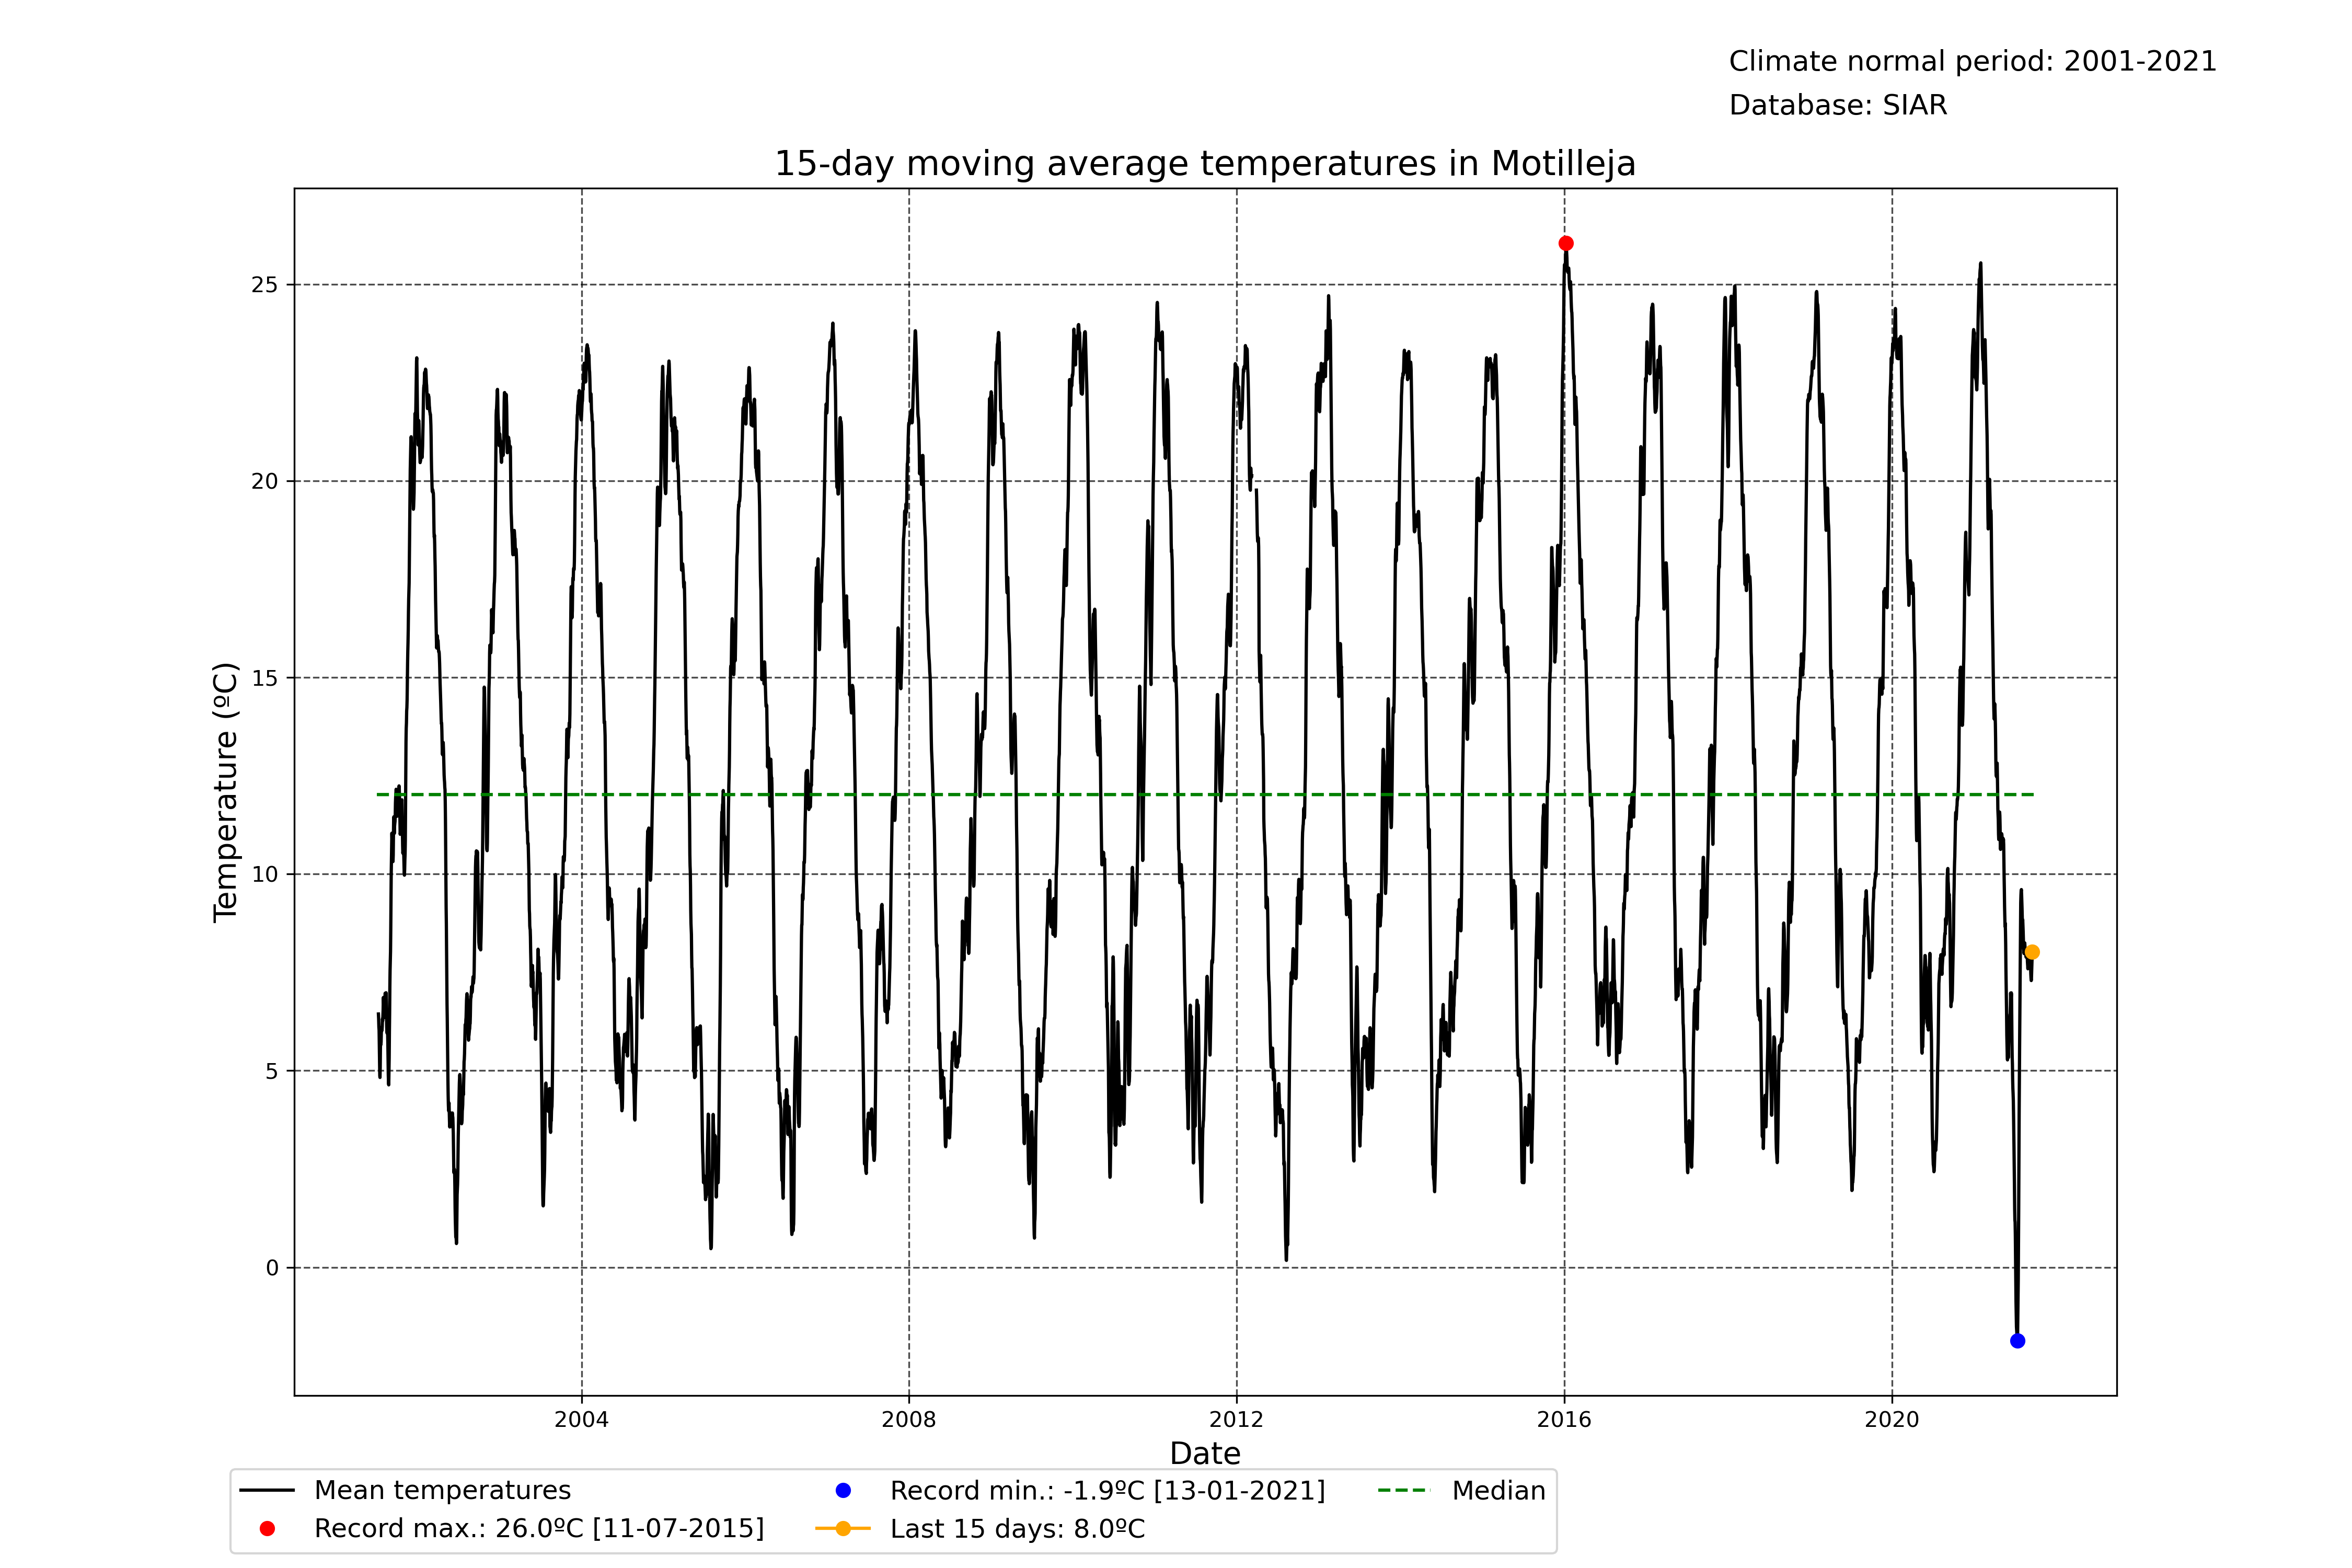 Climate normal period: 2001-2021
Database: SIAR
15-day moving average temperatures in Motilleja
25
20
15
10
5
0
Temperature (ºC)
2004 2008 2012 2016 2020
Date
Mean temperatures
Record max.: 26.0ºC [11-07-2015]
Record min.: -1.9ºC [13-01-2021]
Last 15 days: 8.0ºC
Median